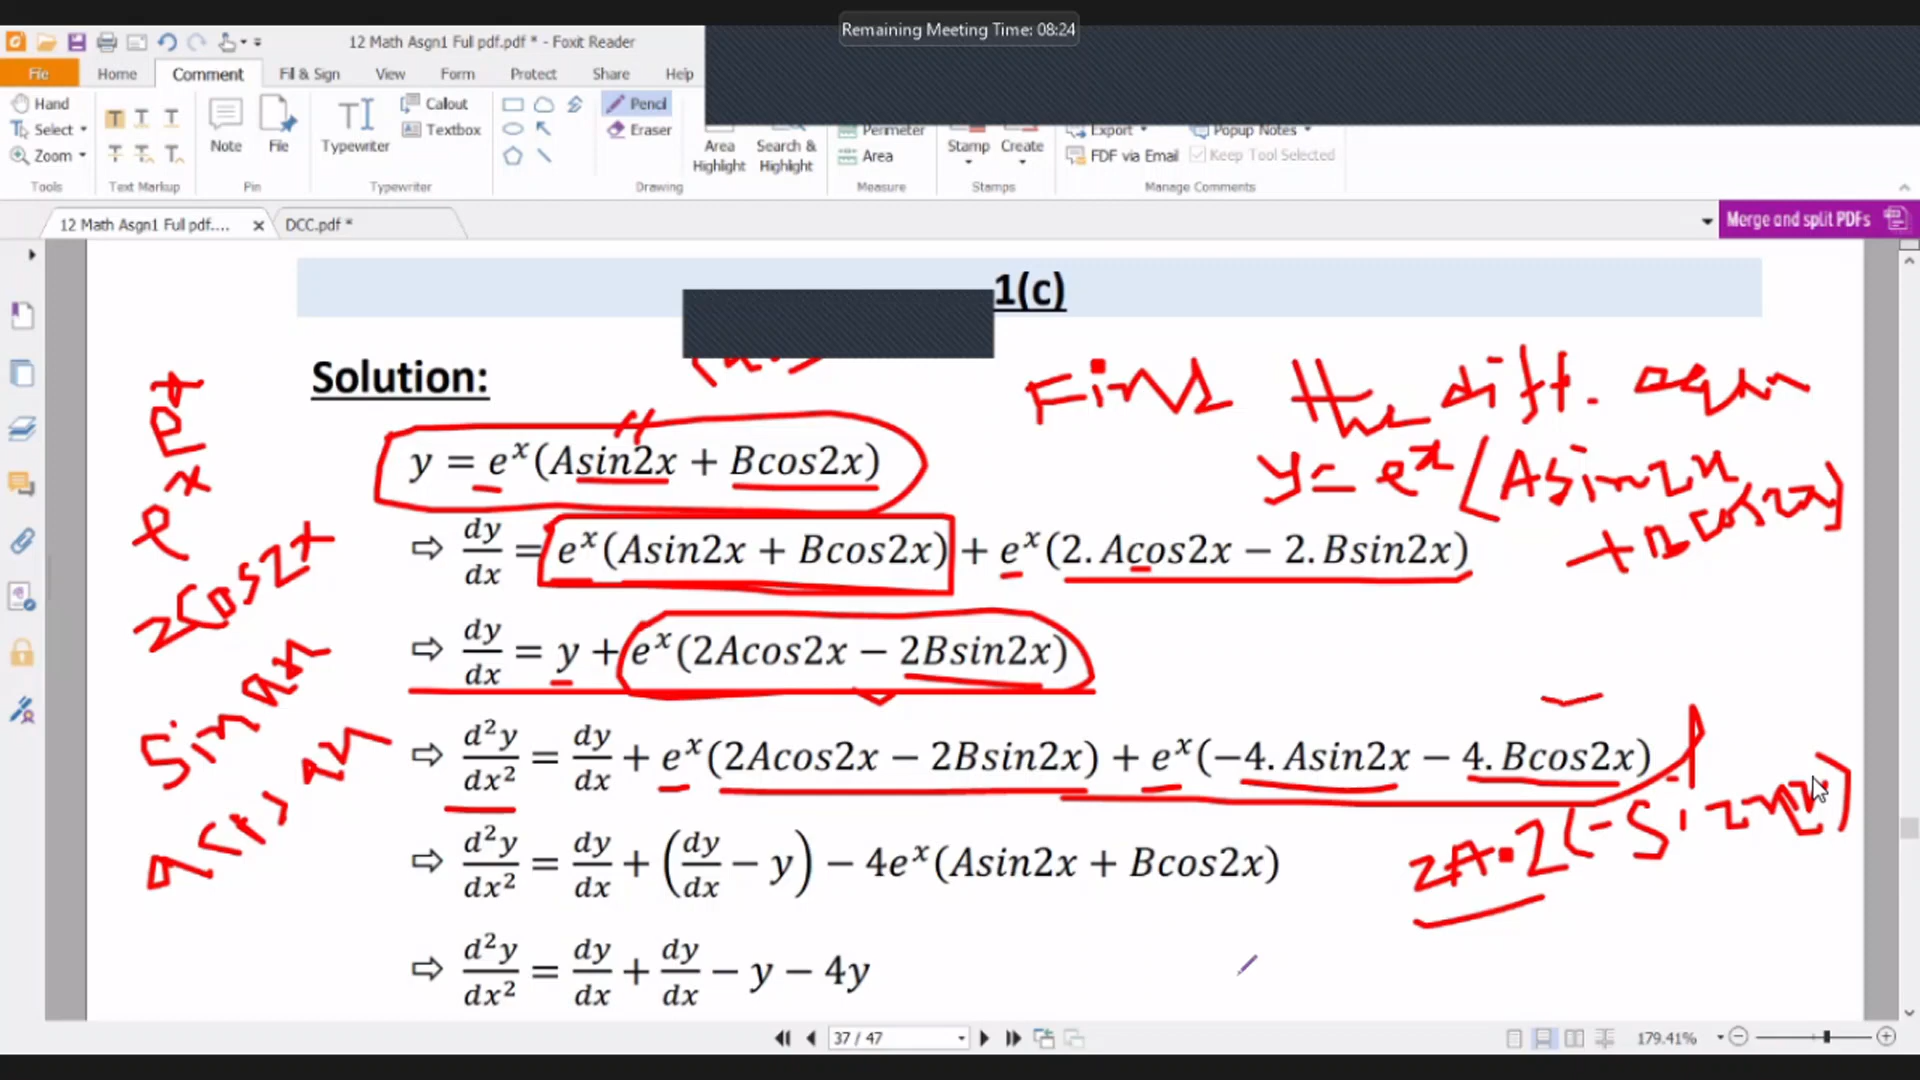 Remaining Meeting Time: 08:24
12 Math Asgn1 Full pdf.pdf * - Foxit Reader
File Home Comment Fill & Sign View Form Protect Share Help
Hand
Select
Zoom
Tools
T T T
Text Markup
Note File
Pin
Typewriter
Callout
Textbox
Typewriter
Pencil
Eraser
Area Highlight
Search & Highlight
Drawing
Perimeter
Area
Measure
Stamp Create
Stamps
Export Popup Notes
FDF via Email Keep Tool Selected
Manage Comments
12 Math Asgn1 Full pdf.... × DCC.pdf *
Merge and split PDFs
1(c)
Solution:
Find the diff. eqn
y = e^x (Asin2x
+ Bcos2x)
y = e^x(Asin2x + Bcos2x)
⇨ dy/dx = e^x(Asin2x + Bcos2x) + e^x(2.Acos2x − 2.Bsin2x)
⇨ dy/dx = y + e^x(2Acos2x − 2Bsin2x)
⇨ d²y/dx² = dy/dx + e^x(2Acos2x − 2Bsin2x) + e^x(−4.Asin2x − 4.Bcos2x)
⇨ d²y/dx² = dy/dx + (dy/dx − y) − 4e^x(Asin2x + Bcos2x)
⇨ d²y/dx² = dy/dx + dy/dx − y − 4y
2cos2x
2A·2(-Sin2x)
37 / 47
179.41%